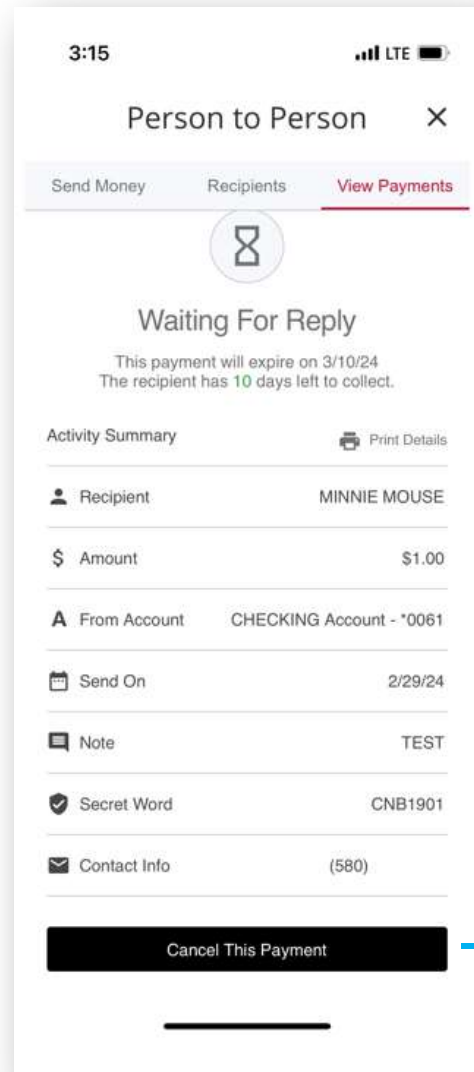 3:15 LTE
Person to Person
Send Money Recipients View Payments
Waiting For Reply
This payment will expire on 3/10/24
The recipient has 10 days left to collect.
Activity Summary Print Details
Recipient MINNIE MOUSE
$ Amount $1.00
A From Account CHECKING Account - *0061
Send On 2/29/24
Note TEST
Secret Word CNB1901
Contact Info (580)
Cancel This Payment